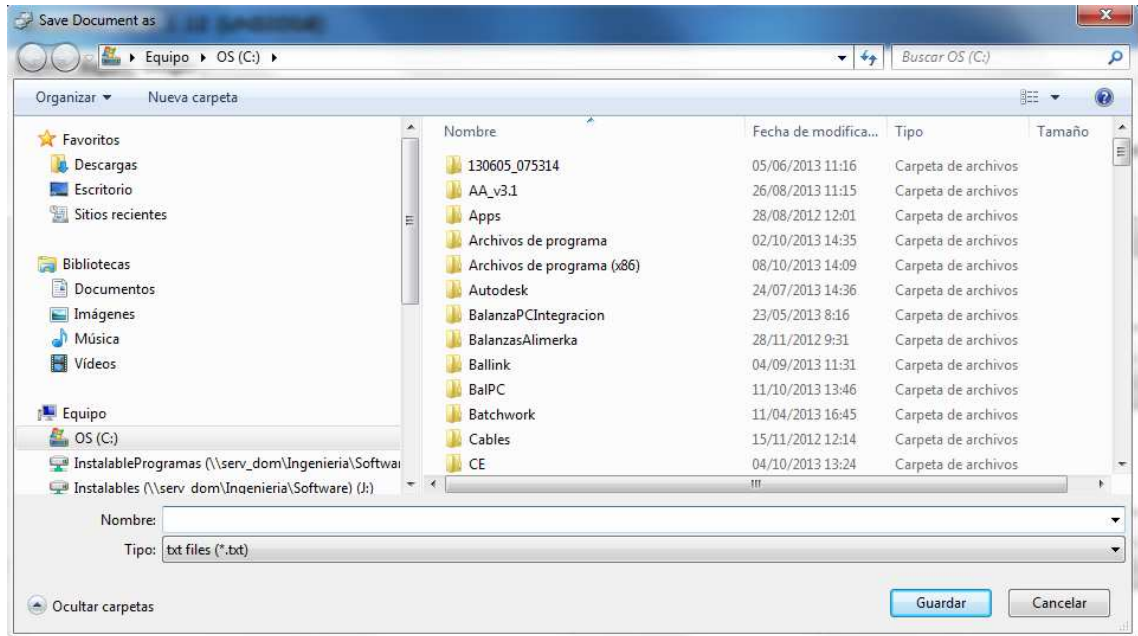 Save Document as
Equipo OS (C:)
Buscar OS (C:)
Organizar Nueva carpeta
Nombre Fecha de modifica... Tipo Tamaño
Favoritos
Descargas
Escritorio
Sitios recientes
Bibliotecas
Documentos
Imágenes
Música
Vídeos
Equipo
OS (C:)
InstalableProgramas (\\serv_dom\Ingenieria\Softwar
Instalables (\\serv_dom\Ingenieria\Software) (J:)
130605_075314 05/06/2013 11:16 Carpeta de archivos
AA_v3.1 26/08/2013 11:15 Carpeta de archivos
Apps 28/08/2012 12:01 Carpeta de archivos
Archivos de programa 02/10/2013 14:35 Carpeta de archivos
Archivos de programa (x86) 08/10/2013 14:09 Carpeta de archivos
Autodesk 24/07/2013 14:36 Carpeta de archivos
BalanzaPCIntegracion 23/05/2013 8:16 Carpeta de archivos
BalanzasAlimerka 28/11/2012 9:31 Carpeta de archivos
Ballink 04/09/2013 11:31 Carpeta de archivos
BalPC 11/10/2013 13:46 Carpeta de archivos
Batchwork 11/04/2013 16:45 Carpeta de archivos
Cables 15/11/2012 12:14 Carpeta de archivos
CE 04/10/2013 13:24 Carpeta de archivos
Nombre:
Tipo: txt files (*.txt)
Ocultar carpetas
Guardar Cancelar